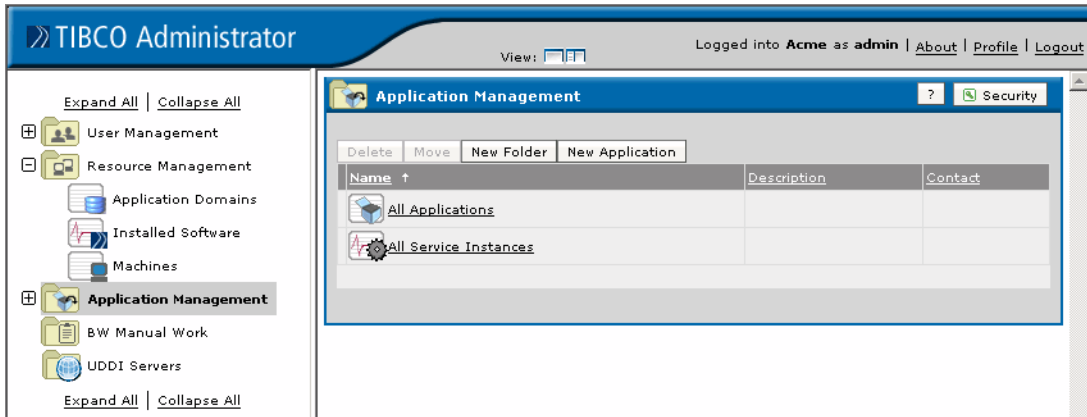 TIBCO Administrator
View:
Logged into Acme as admin | About | Profile | Logout
Expand All | Collapse All
User Management
Resource Management
Application Domains
Installed Software
Machines
Application Management
BW Manual Work
UDDI Servers
Expand All | Collapse All
Application Management
? Security
Delete Move New Folder New Application
Name Description Contact
All Applications
All Service Instances